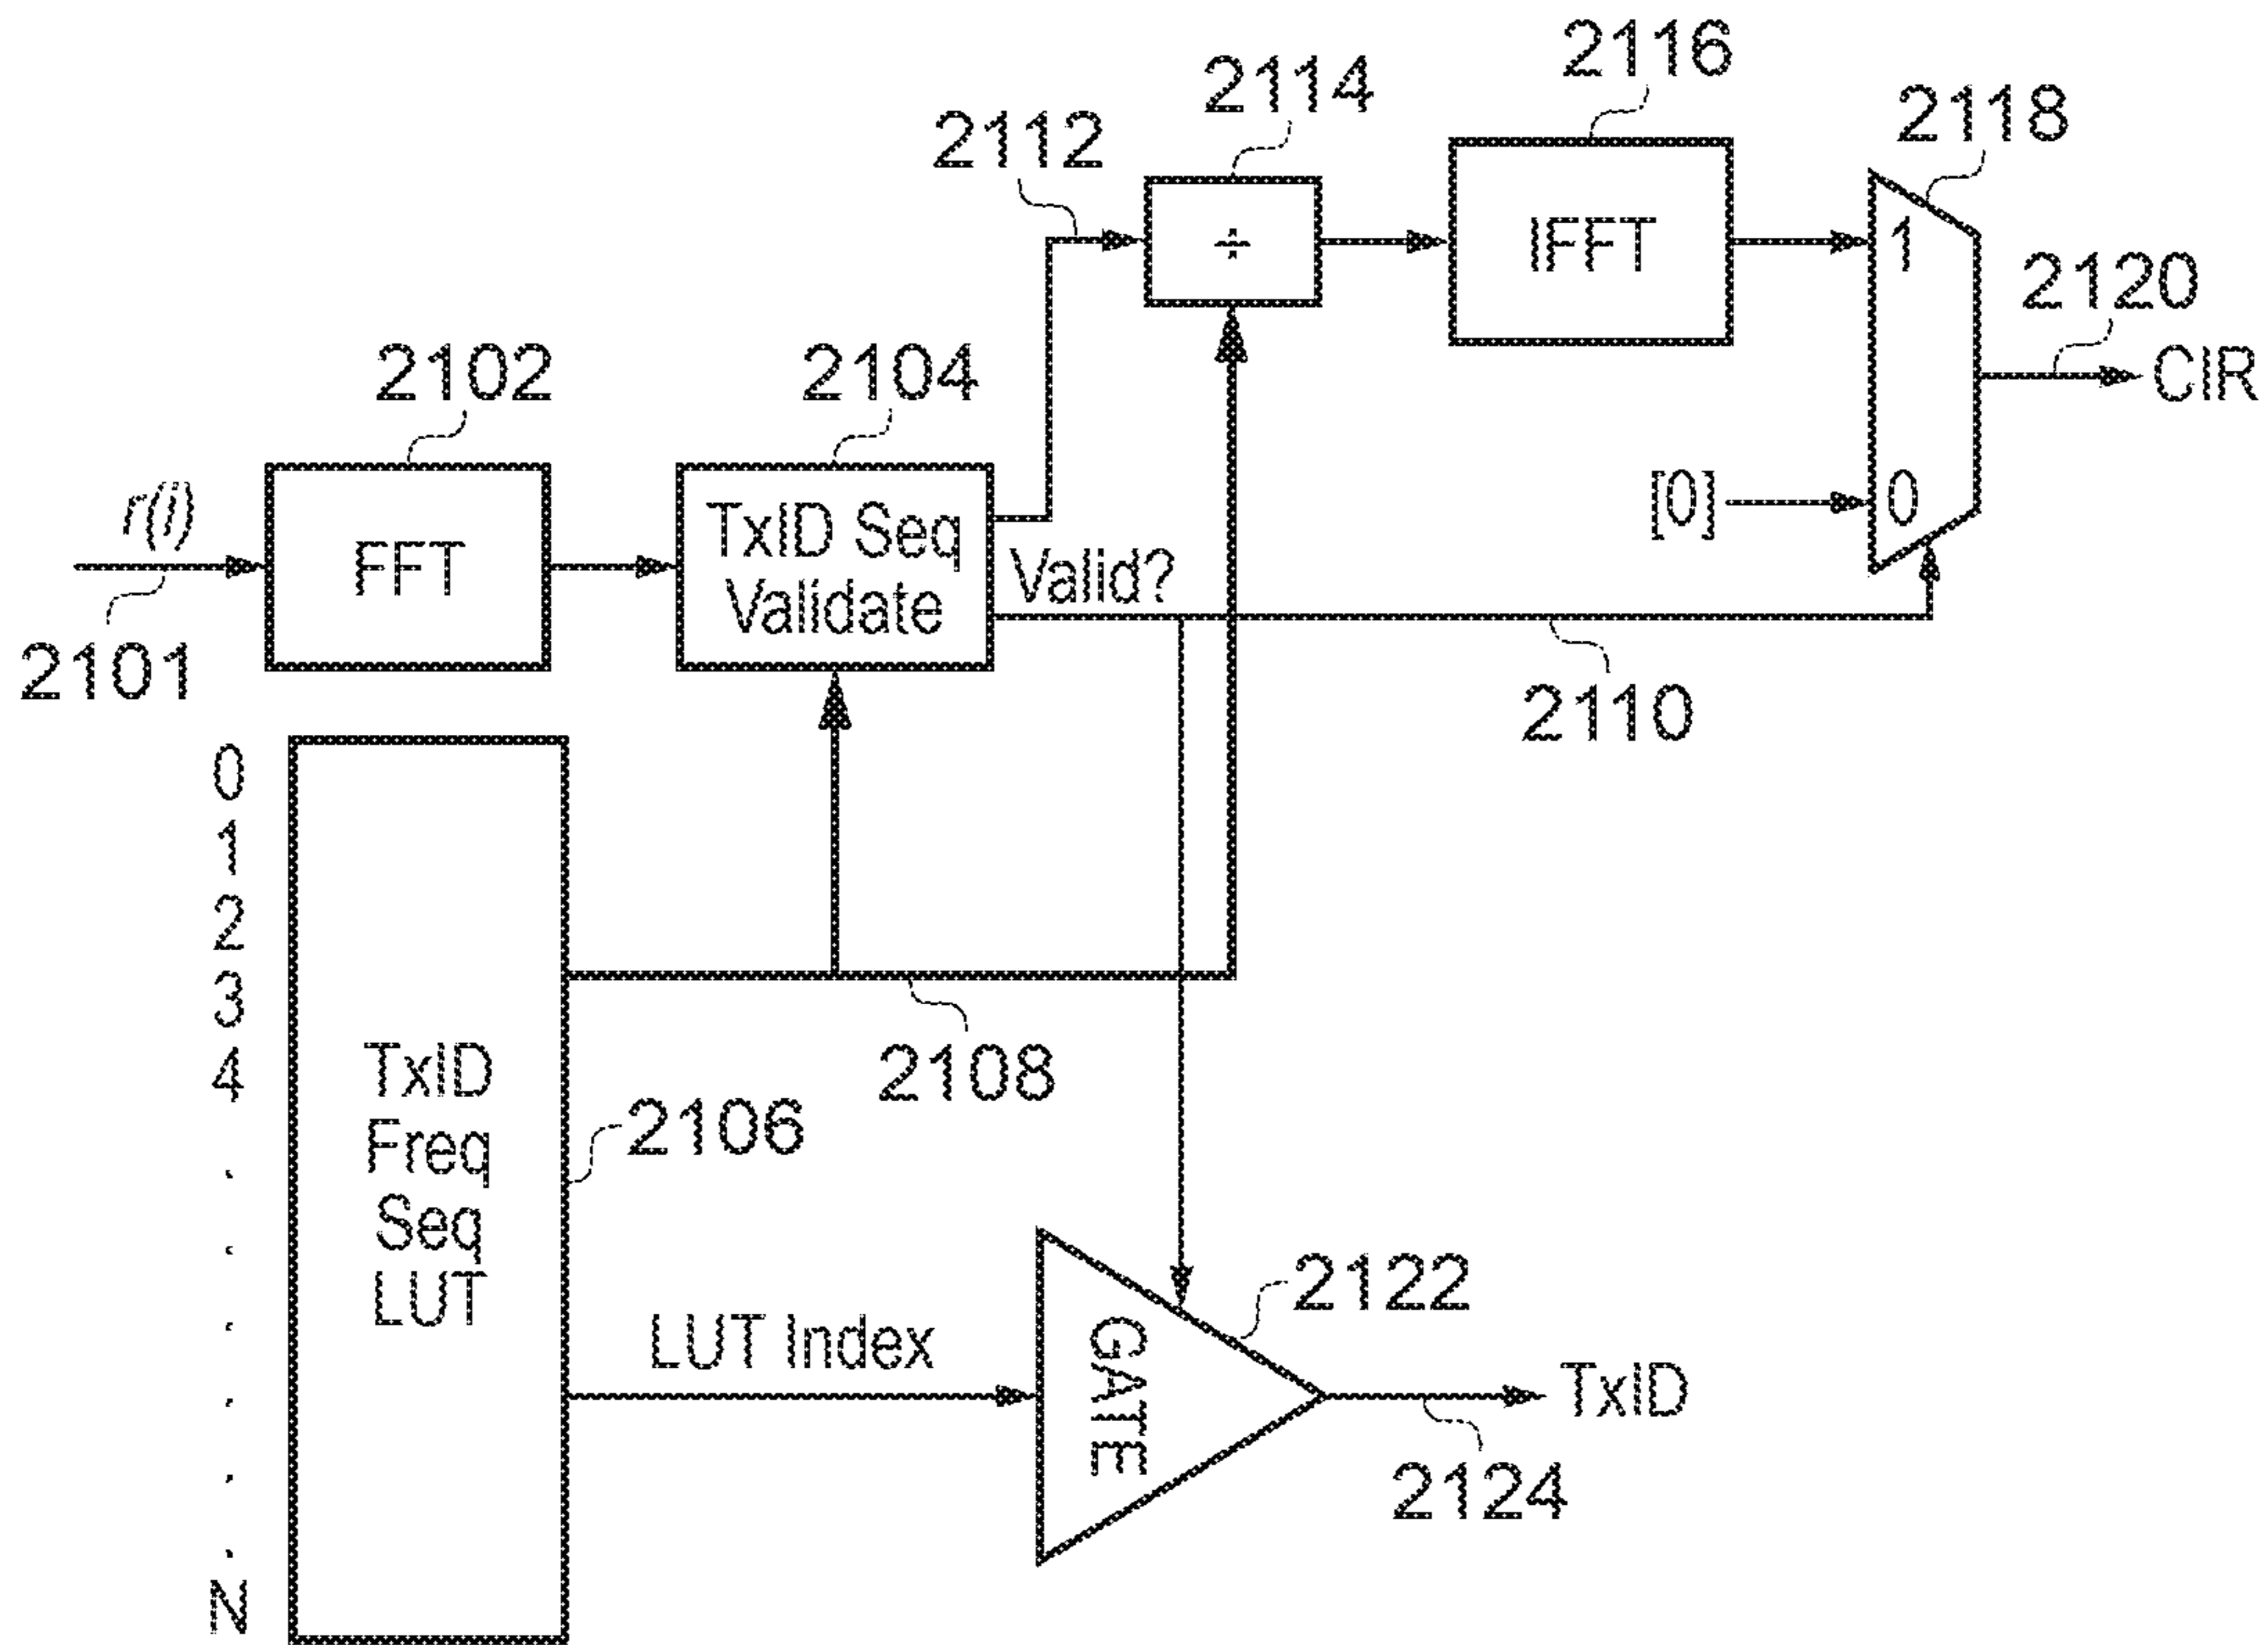 2116
2114
2118
2112
÷
IFFT
1
2120
CIR
2102
2104
r(i)
FFT
TxID Seq
Validate
Valid?
[0]
0
2101
2110
0
1
2
3
4
.
.
.
.
.
.
N
TxID
Freq
Seq
LUT
2108
2106
LUT Index
GATE
2122
TxID
2124